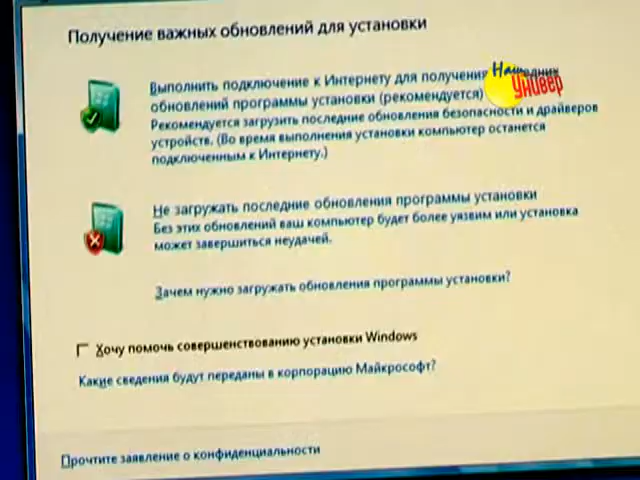 Получение важных обновлений для установки
Выполнить подключение к Интернету для получения
обновлений программы установки (рекомендуется)
Рекомендуется загрузить последние обновления безопасности и драйверов
устройств. (Во время выполнения установки компьютер останется
подключенным к Интернету.)
Универ
Не загружать последние обновления программы установки
Без этих обновлений ваш компьютер будет более уязвим или установка
может завершиться неудачей.
Зачем нужно загружать обновления программы установки?
Хочу помочь совершенствованию установки Windows
Какие сведения будут переданы в корпорацию Майкрософт?
Прочтите заявление о конфиденциальности